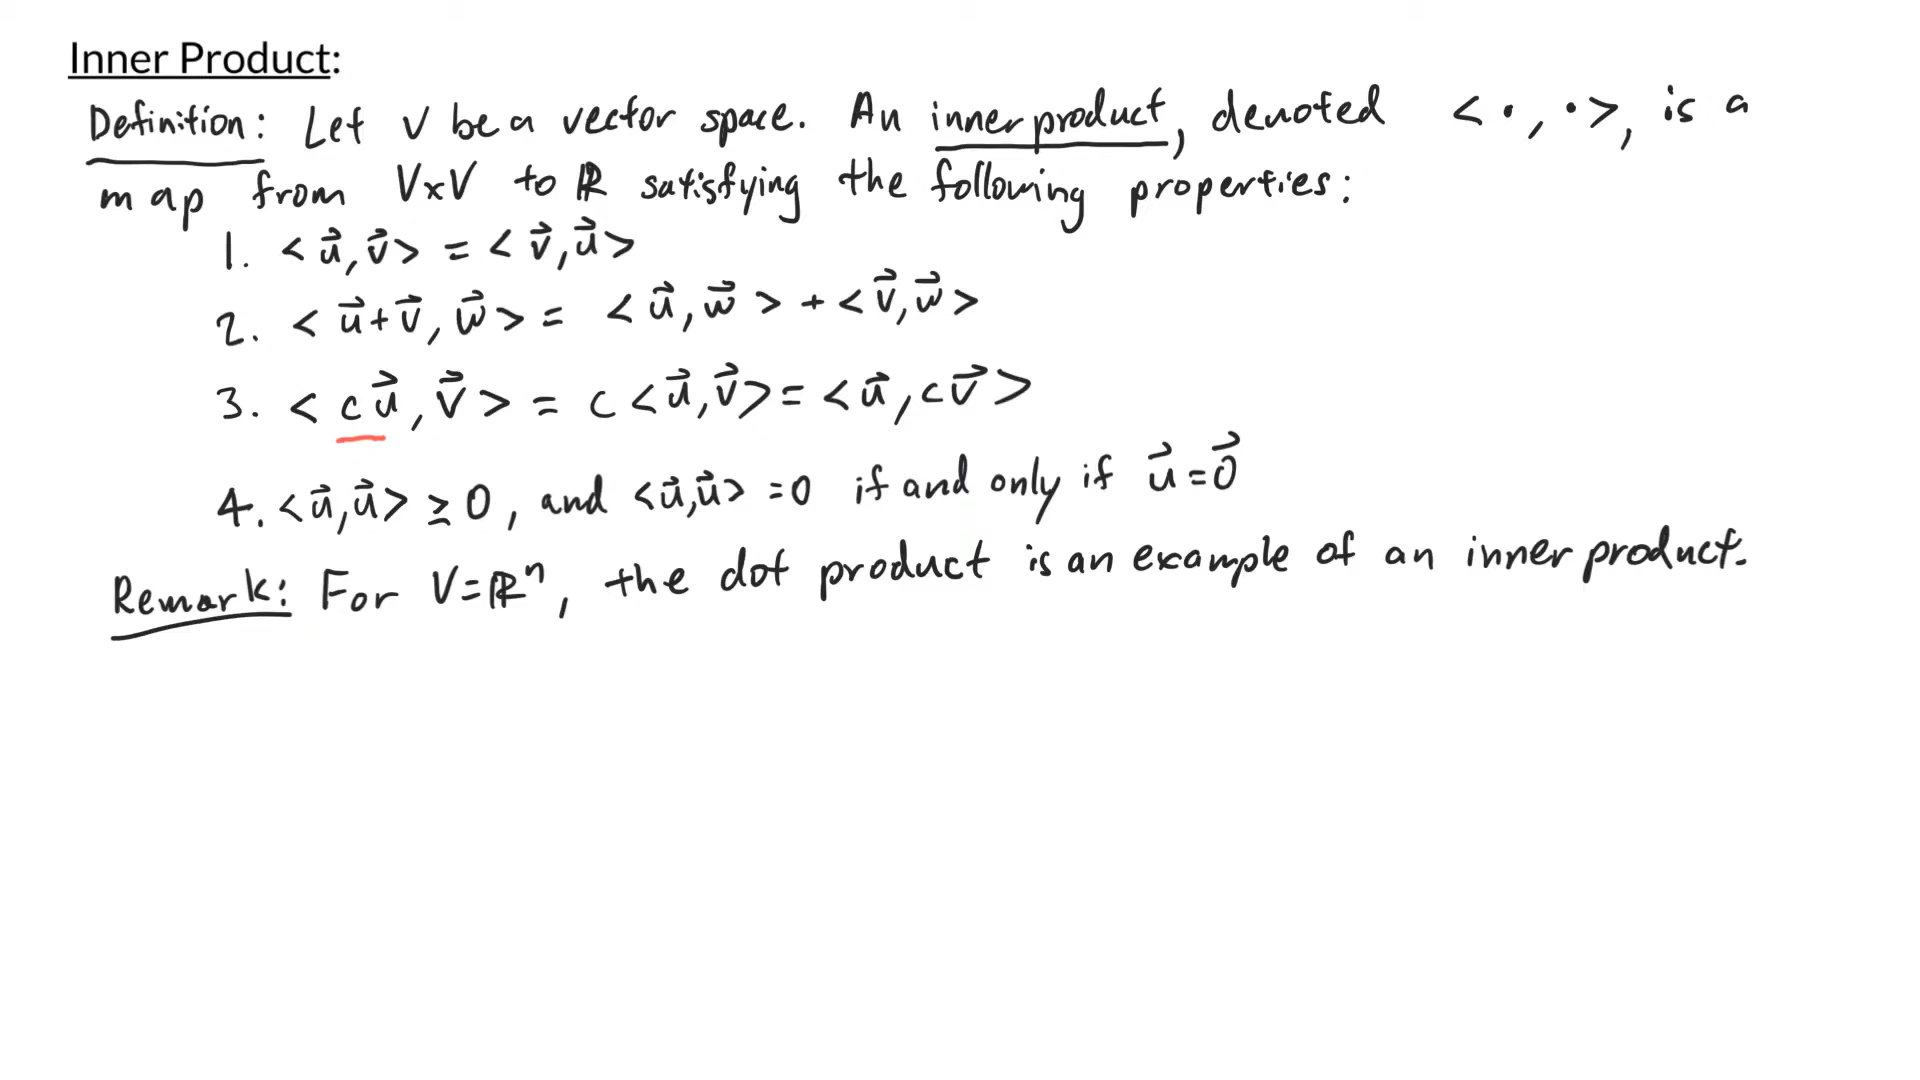 Inner Product:
Definition: Let V be a vector space. An inner product, denoted <·,·>, is a
map from V×V to ℝ satisfying the following properties:
1. <u⃗,v⃗> = <v⃗,u⃗>
2. <u⃗+v⃗,w⃗> = <u⃗,w⃗> + <v⃗,w⃗>
3. <cu⃗,v⃗> = c<u⃗,v⃗> = <u⃗,cv⃗>
4. <u⃗,u⃗> ≥ 0, and <u⃗,u⃗> = 0 if and only if u⃗ = 0⃗
Remark: For V=ℝⁿ, the dot product is an example of an inner product.